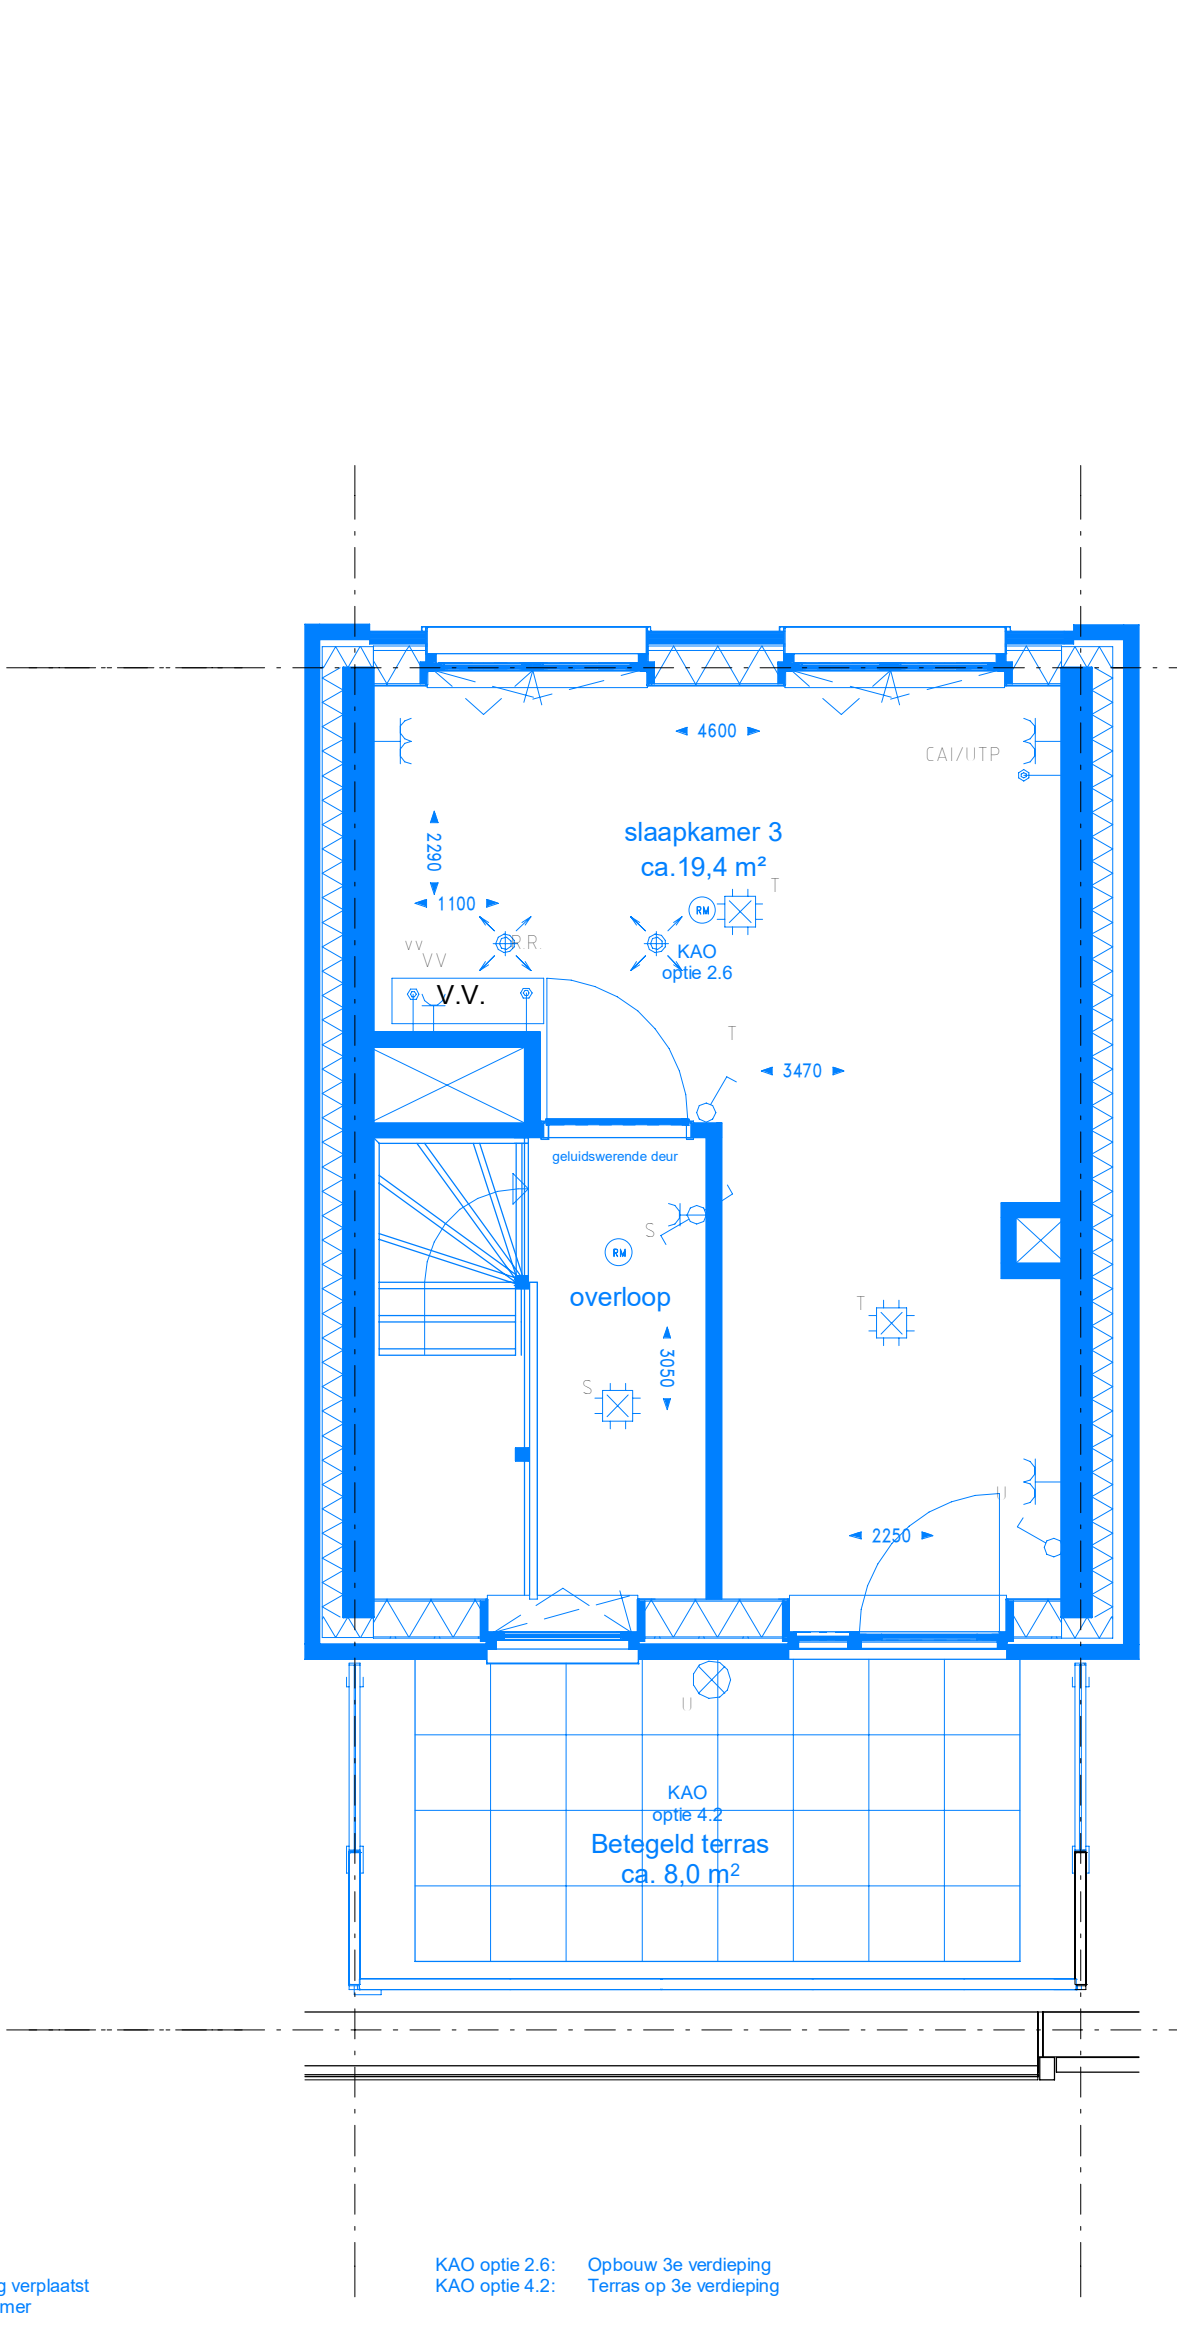 4600
CAI/UTP
2290
slaapkamer 3
ca.19,4 m²
T
RM
1100
R.R.
vv
VV
KAO
optie 2.6
V.V.
T
3470
geluidswerende deur
S
RM
overloop
T
3050
S
U
2250
U
KAO
optie 4.2
Betegeld terras
ca. 8,0 m²
KAO optie 2.6: Opbouw 3e verdieping
g verplaatst
KAO optie 4.2: Terras op 3e verdieping
mer